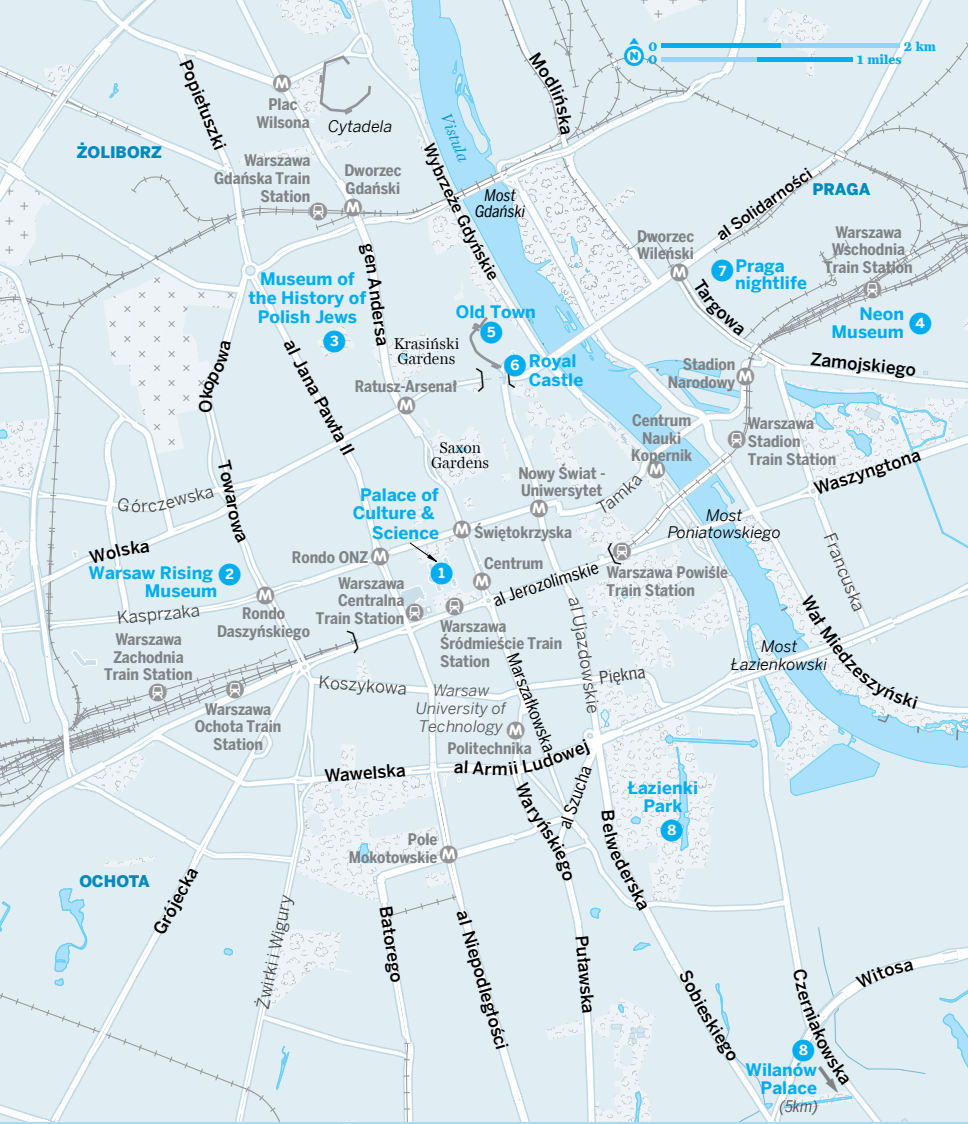 0
2 km
N
0
1 miles
Popiełuszki
Plac
Wilsona
Cytadela
Vistula
Modlińska
ŻOLIBORZ
Warszawa
Gdańska Train
Station
Dworzec
Gdański
Wybrzeże Gdyńskie
Most
Gdański
al Solidarności
PRAGA
Dworzec
Wileński
Warszawa
Wschodnia
Train Station
gen Andersa
Museum of
the History of
Polish Jews
3
Old Town
5
7
Praga
nightlife
Targowa
Neon
Museum
4
Krasiński
Gardens
6
Royal
Castle
Okopowa
al Jana Pawła II
Ratusz-Arsenał
Stadion
Narodowy
Zamojskiego
Centrum
Nauki
Kopernik
Warszawa
Stadion
Train Station
Saxon
Gardens
Waszyngtona
Towarowa
Górczewska
Nowy Świat -
Uniwersytet
Tamka
Palace of
Culture &
Science
Świętokrzyska
Most
Poniatowskiego
Wolska
Rondo ONZ
Francuska
Warsaw Rising
Museum
2
1
Centrum
al Jerozolimskie
Warszawa Powiśle
Train Station
Warszawa
Centralna
Train Station
Kasprzaka
Rondo
Daszyńskiego
al Ujazdowskie
Wał Miedzeszyński
Warszawa
Śródmieście Train
Station
Warszawa
Zachodnia
Train Station
Most
Łazienkowski
Marszałkowska
Piękna
Koszykowa
Warsaw
University of
Technology
Warszawa
Ochota Train
Station
Politechnika
Wawelska
al Armii Ludowej
al Szucha
Łazienki
Park
8
Waryńskiego
Belwederska
Pole
Mokotowskie
OCHOTA
Grójecka
Żwirki i Wigury
Batorego
al Niepodległości
Puławska
Sobieskiego
Czerniakowska
Witosa
8
Wilanów
Palace
(5km)